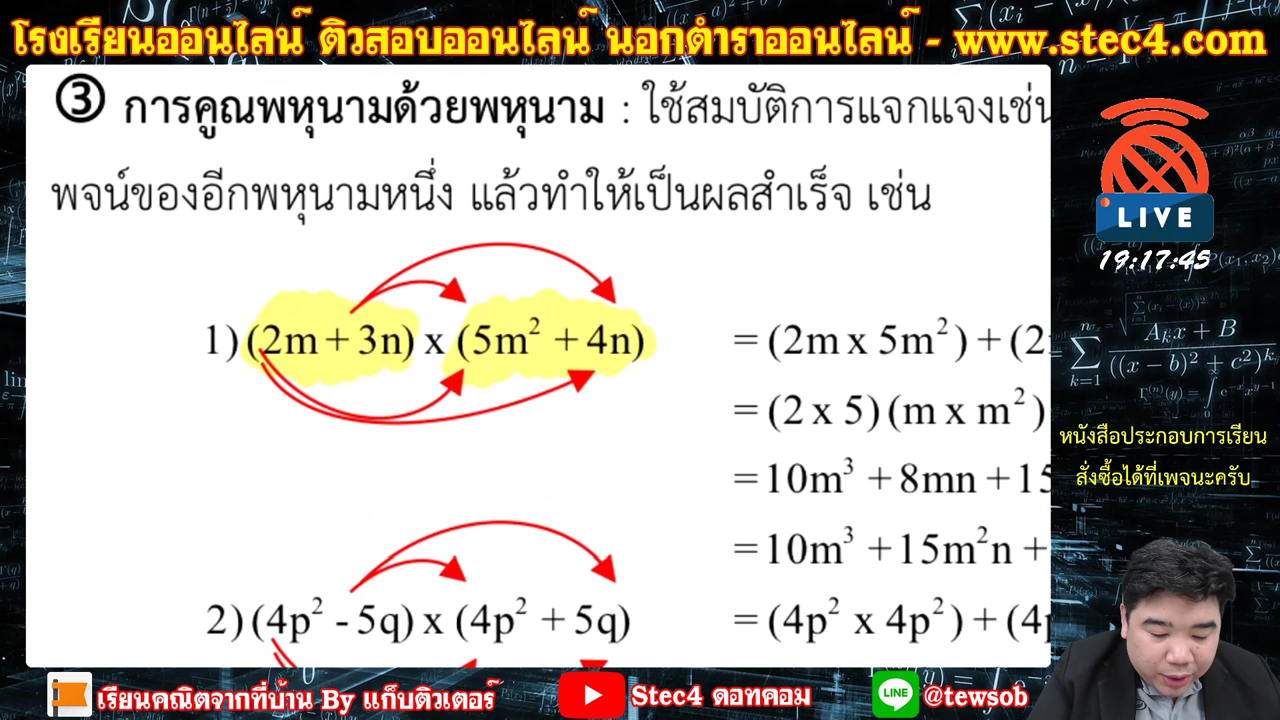 โรงเรียนออนไลน์ ติวสอบออนไลน์ นอกตำราออนไลน์ - www.stec4.com
③ การคูณพหุนามด้วยพหุนาม : ใช้สมบัติการแจกแจงเช่น
พจน์ของอีกพหุนามหนึ่ง แล้วทำให้เป็นผลสำเร็จ เช่น
1) (2m + 3n) x (5m² + 4n) = (2m x 5m²) + (2
= (2 x 5) (m x m²)
= 10m³ + 8mn + 15
= 10m³ + 15m²n +
2) (4p² - 5q) x (4p² + 5q) = (4p² x 4p²) + (4p
LIVE
19:17:45
หนังสือประกอบการเรียน
สั่งซื้อได้ที่เพจนะครับ
เรียนคณิตจากที่บ้าน By แก็บติวเตอร์
Stec4 ดอทคอม
LINE @tewsob